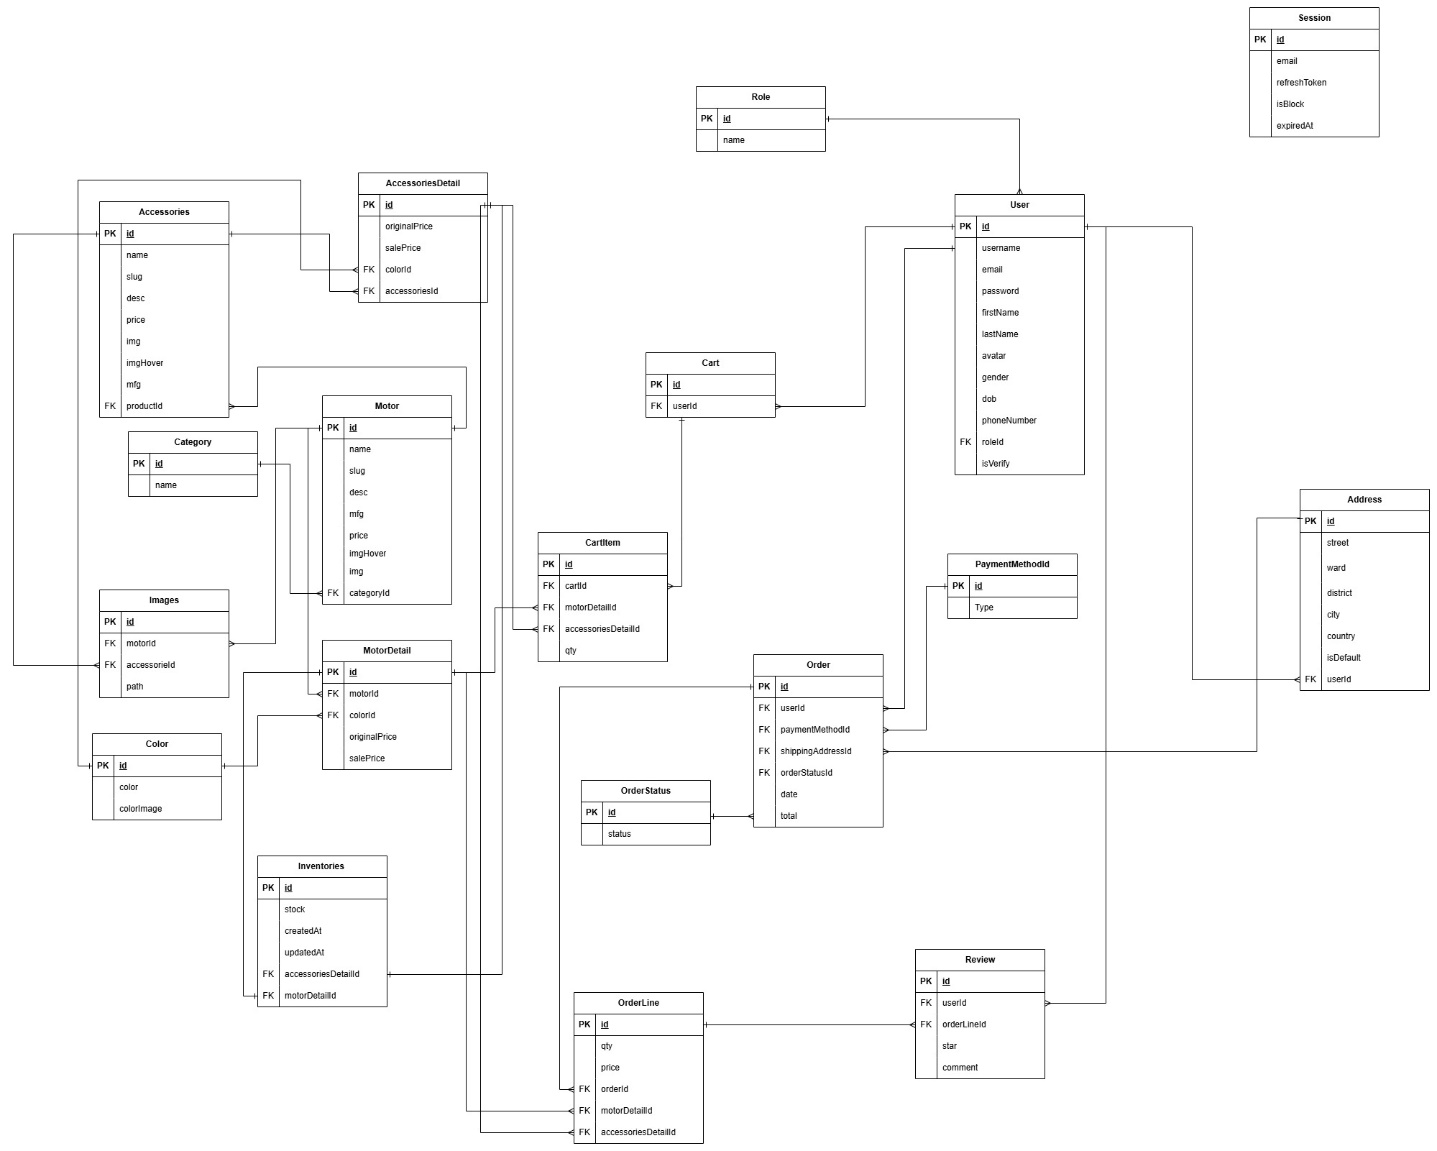 Session
PK id
email
refreshToken
isBlock
expiredAt
Role
PK id
name
AccessoriesDetail
PK id
originalPrice
salePrice
FK colorId
FK accessoriesId
User
PK id
username
email
password
firstName
lastName
avatar
gender
dob
phoneNumber
FK roleId
isVerify
Accessories
PK id
name
slug
desc
price
img
imgHover
mfg
FK productId
Cart
PK id
FK userId
Motor
PK id
name
slug
desc
mfg
price
imgHover
img
FK categoryId
Category
PK id
name
Address
PK id
street
ward
district
city
country
isDefault
FK userId
CartItem
PK id
FK cartId
FK motorDetailId
FK accessoriesDetailId
qty
PaymentMethodId
PK id
Type
Images
PK id
FK motorId
FK accessorieId
path
MotorDetail
PK id
FK motorId
FK colorId
originalPrice
salePrice
Order
PK id
FK userId
FK paymentMethodId
FK shippingAddressId
FK orderStatusId
date
total
Color
PK id
color
colorImage
OrderStatus
PK id
status
Inventories
PK id
stock
createdAt
updatedAt
FK accessoriesDetailId
FK motorDetailId
Review
PK id
FK userId
FK orderLineId
star
comment
OrderLine
PK id
qty
price
FK orderId
FK motorDetailId
FK accessoriesDetailId